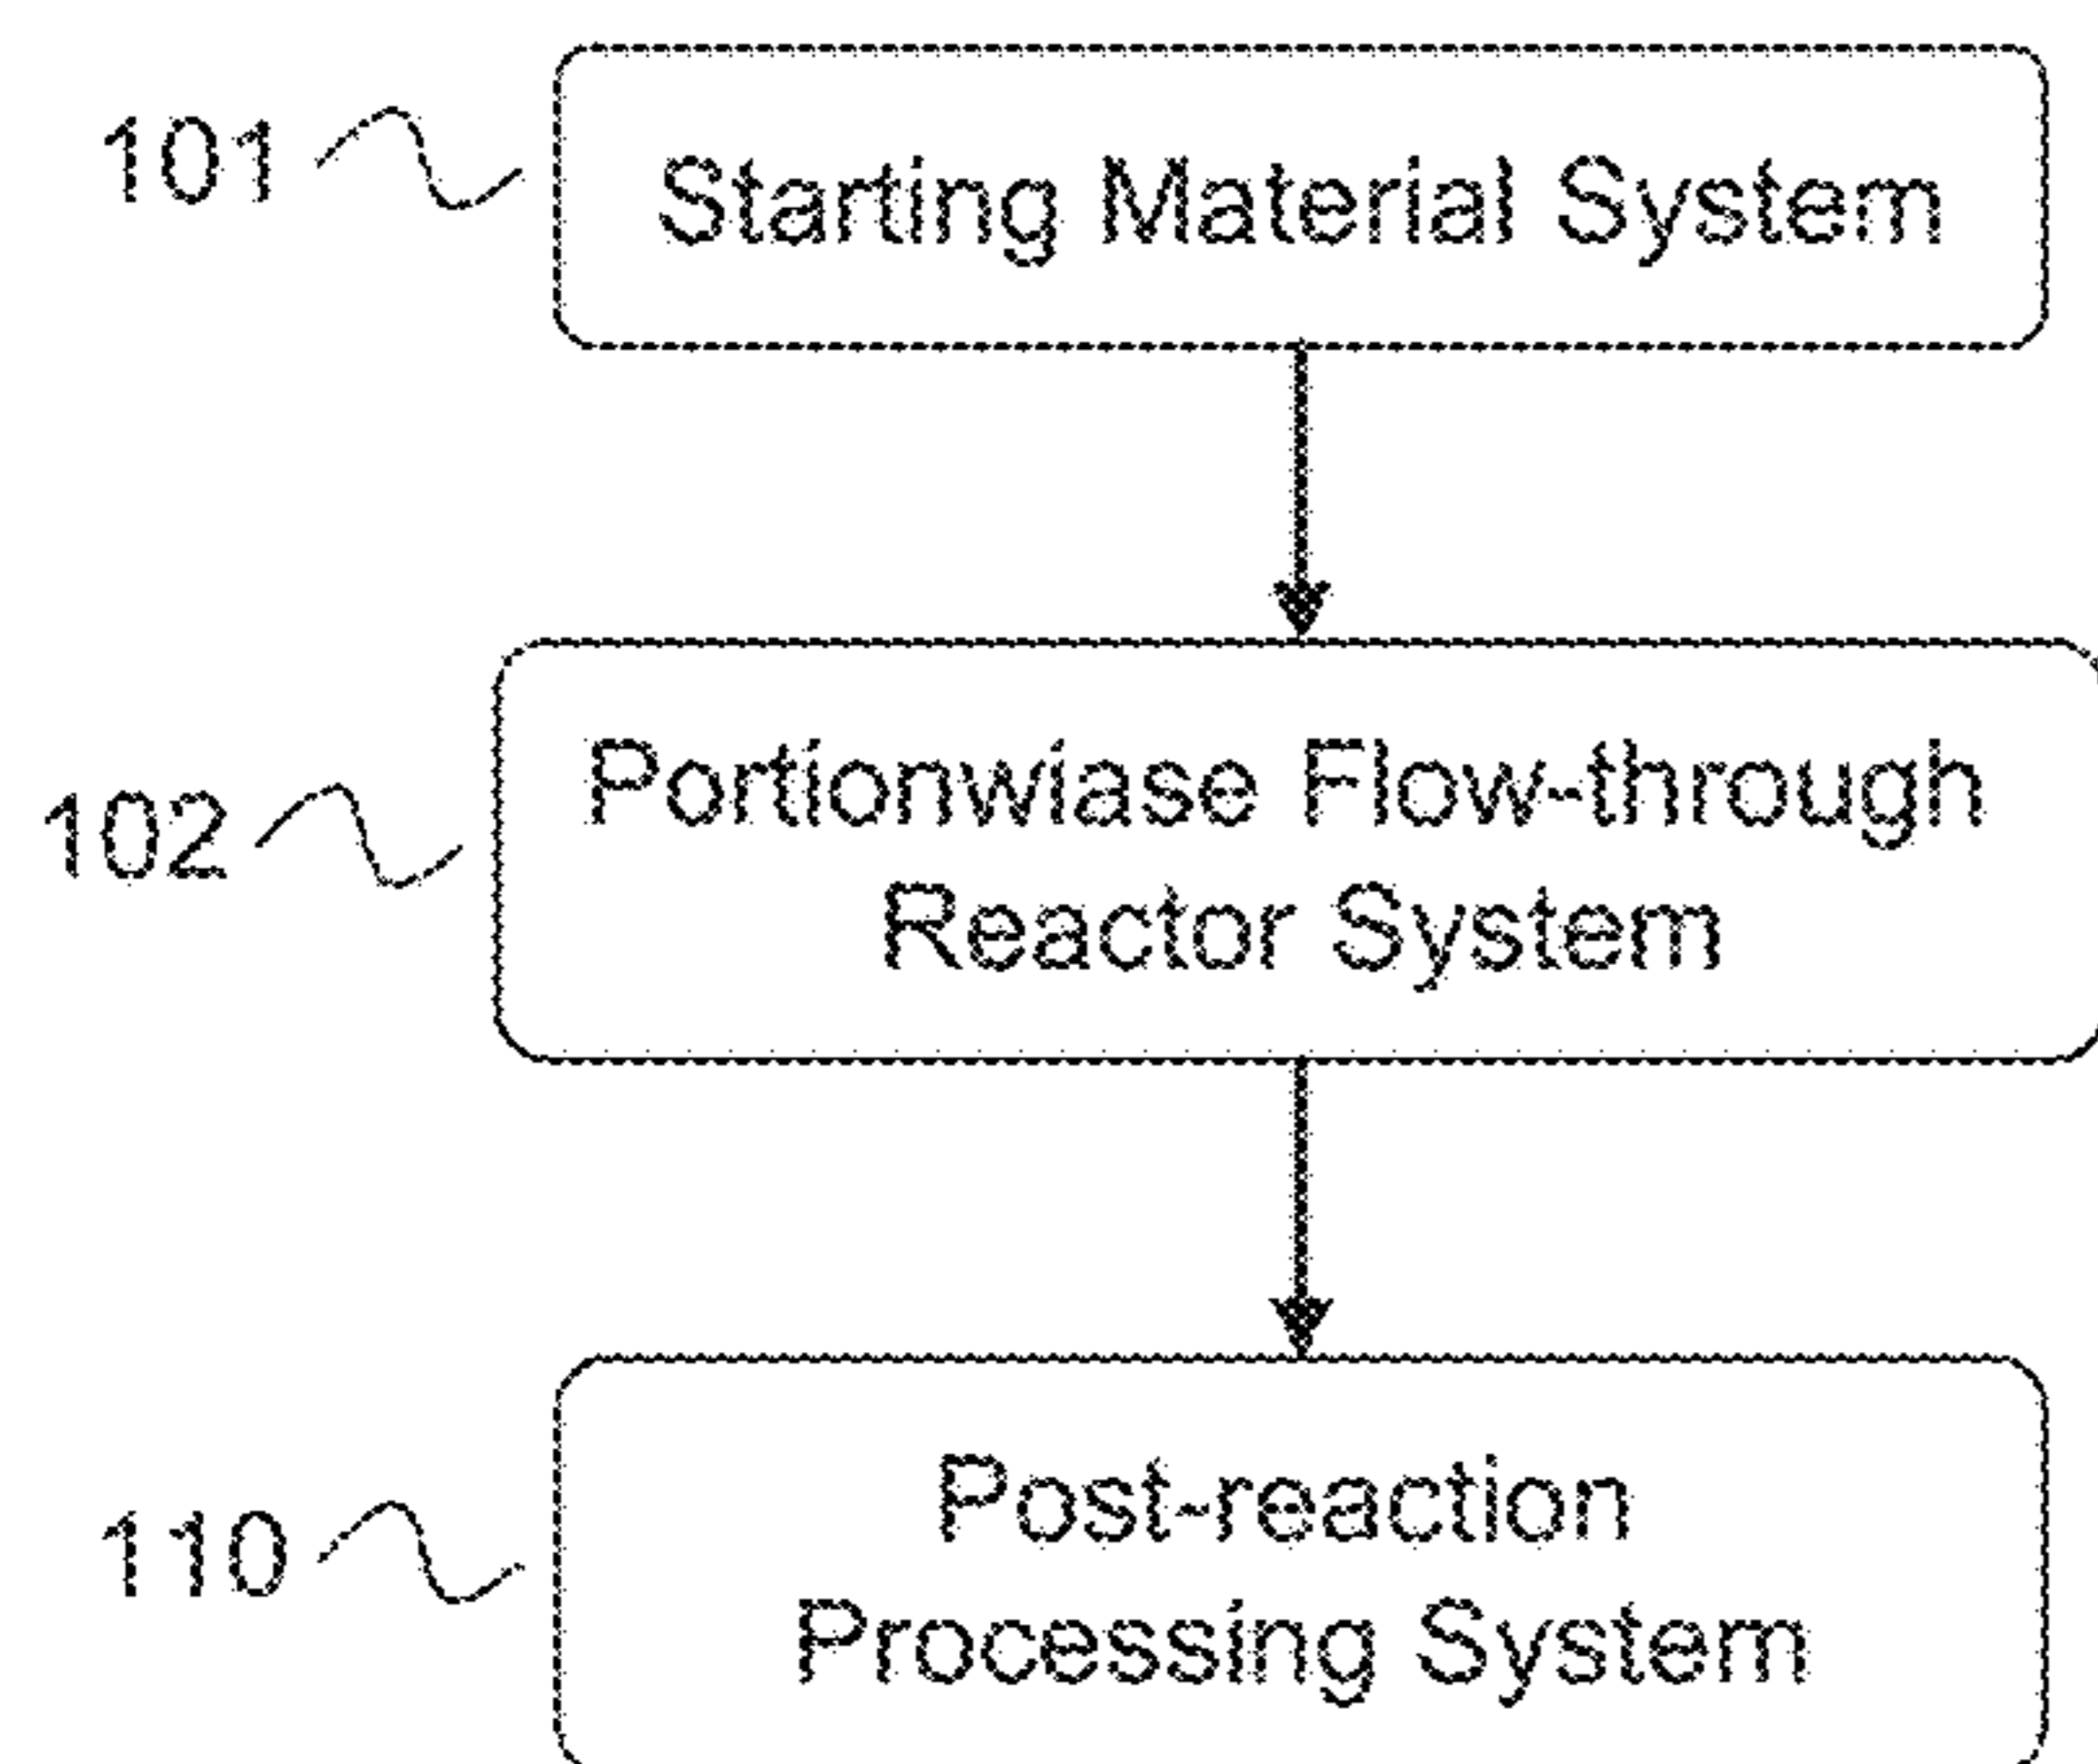 101
Starting Material System
102
Portionwiase Flow-through
Reactor System
110
Post-reaction
Processing System